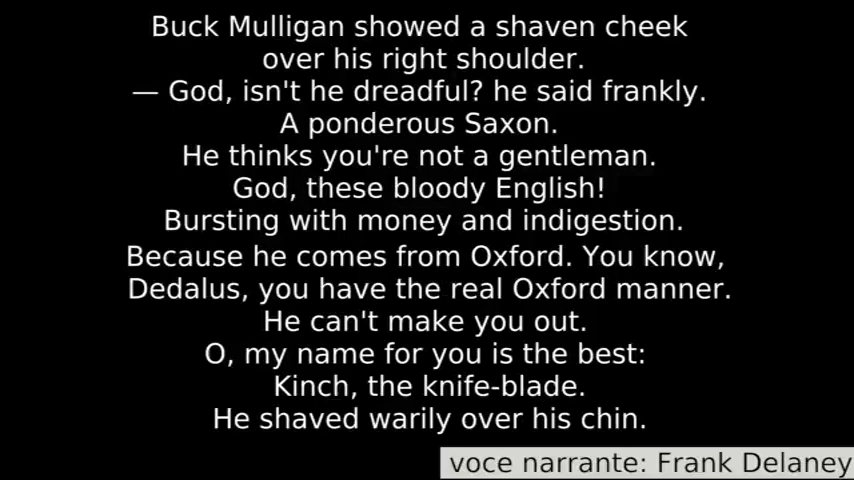 Buck Mulligan showed a shaven cheek
over his right shoulder.
— God, isn't he dreadful? he said frankly.
A ponderous Saxon.
He thinks you're not a gentleman.
God, these bloody English!
Bursting with money and indigestion.
Because he comes from Oxford. You know,
Dedalus, you have the real Oxford manner.
He can't make you out.
O, my name for you is the best:
Kinch, the knife-blade.
He shaved warily over his chin.
voce narrante: Frank Delaney